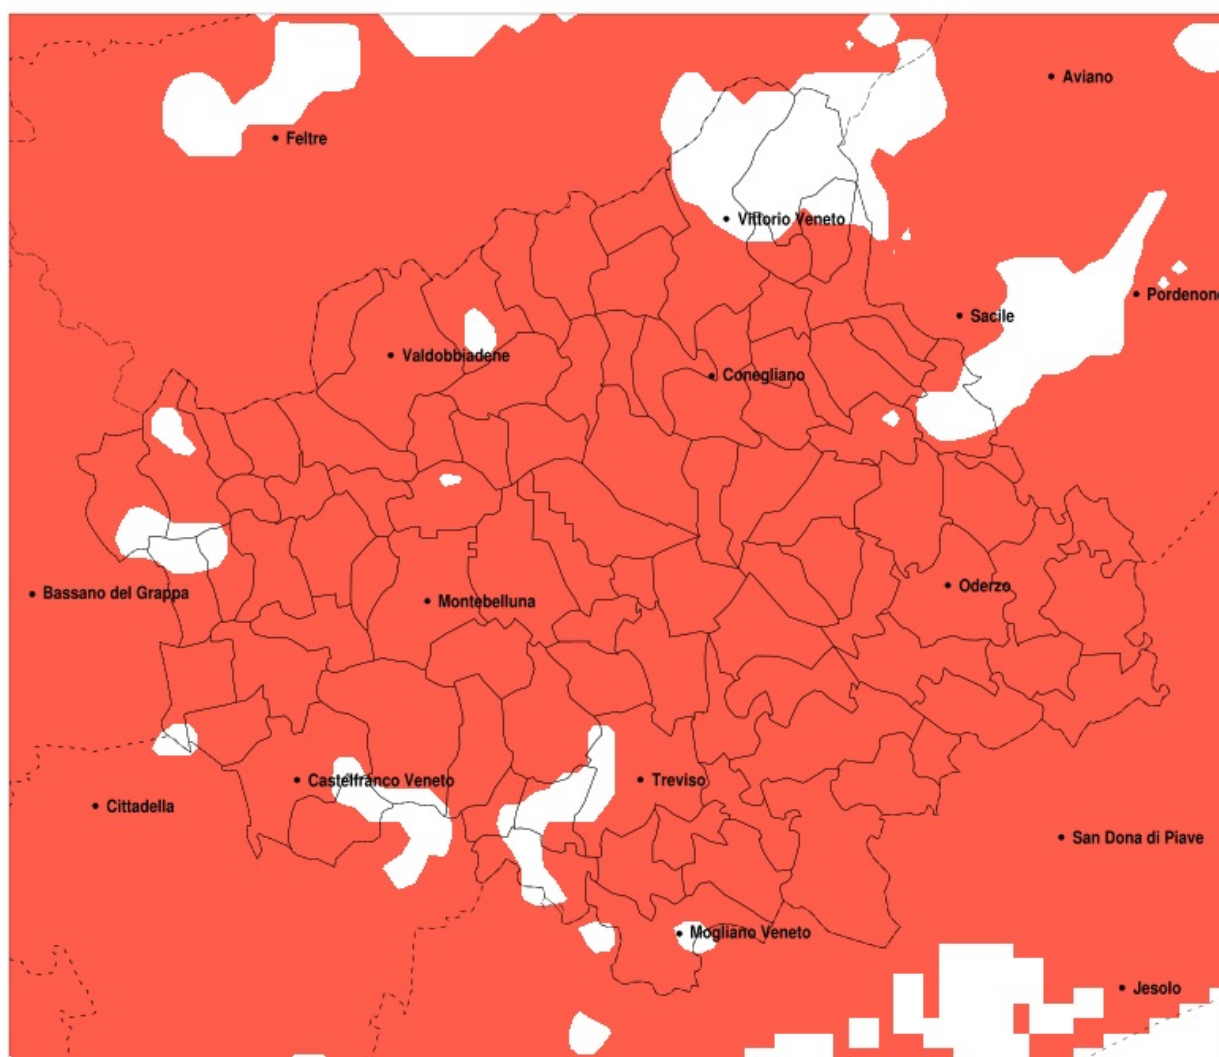 Aviano
Feltre
Vittorio Veneto
Pordenone
Sacile
Valdobbiadene
Conegliano
Bassano del Grappa
Oderzo
Montebelluna
Castelfranco Veneto
Treviso
Cittadella
San Dona di Piave
Mogliano Veneto
Jesolo